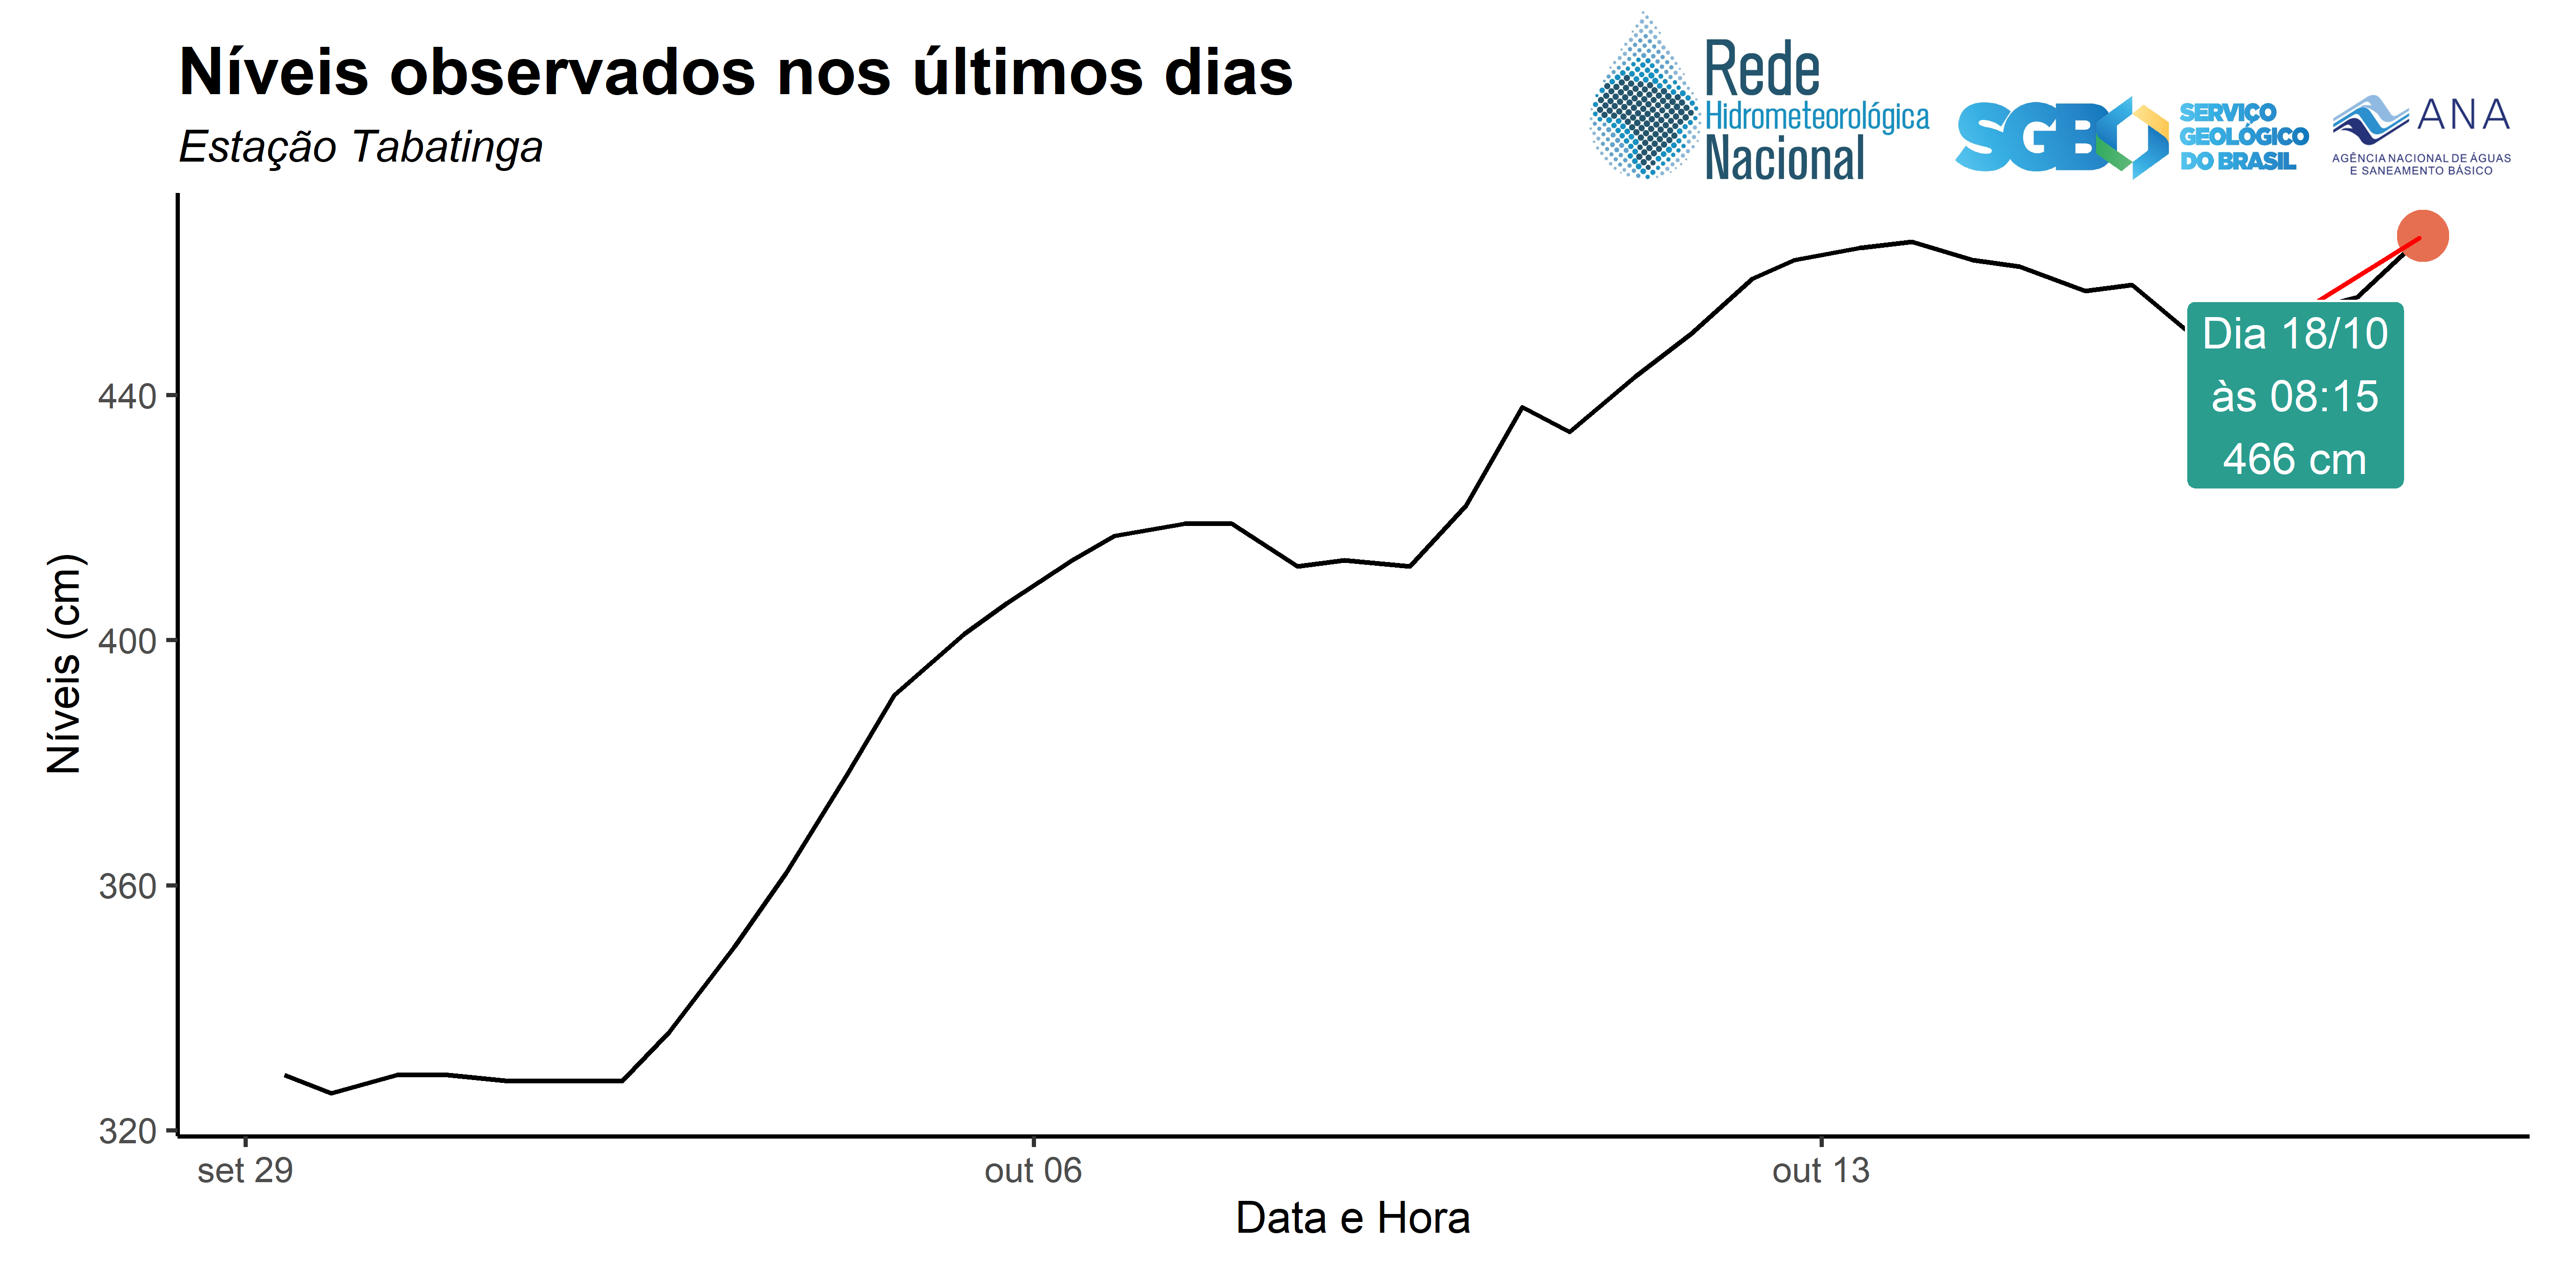 Níveis observados nos últimos dias
Estação Tabatinga
Rede
Hidrometeorológica
Nacional
SGB
SERVIÇO
GEOLÓGICO
DO BRASIL
ANA
AGÊNCIA NACIONAL DE ÁGUAS
E SANEAMENTO BÁSICO
Dia 18/10
às 08:15
466 cm
Níveis (cm)
440
400
360
320
set 29
out 06
out 13
Data e Hora